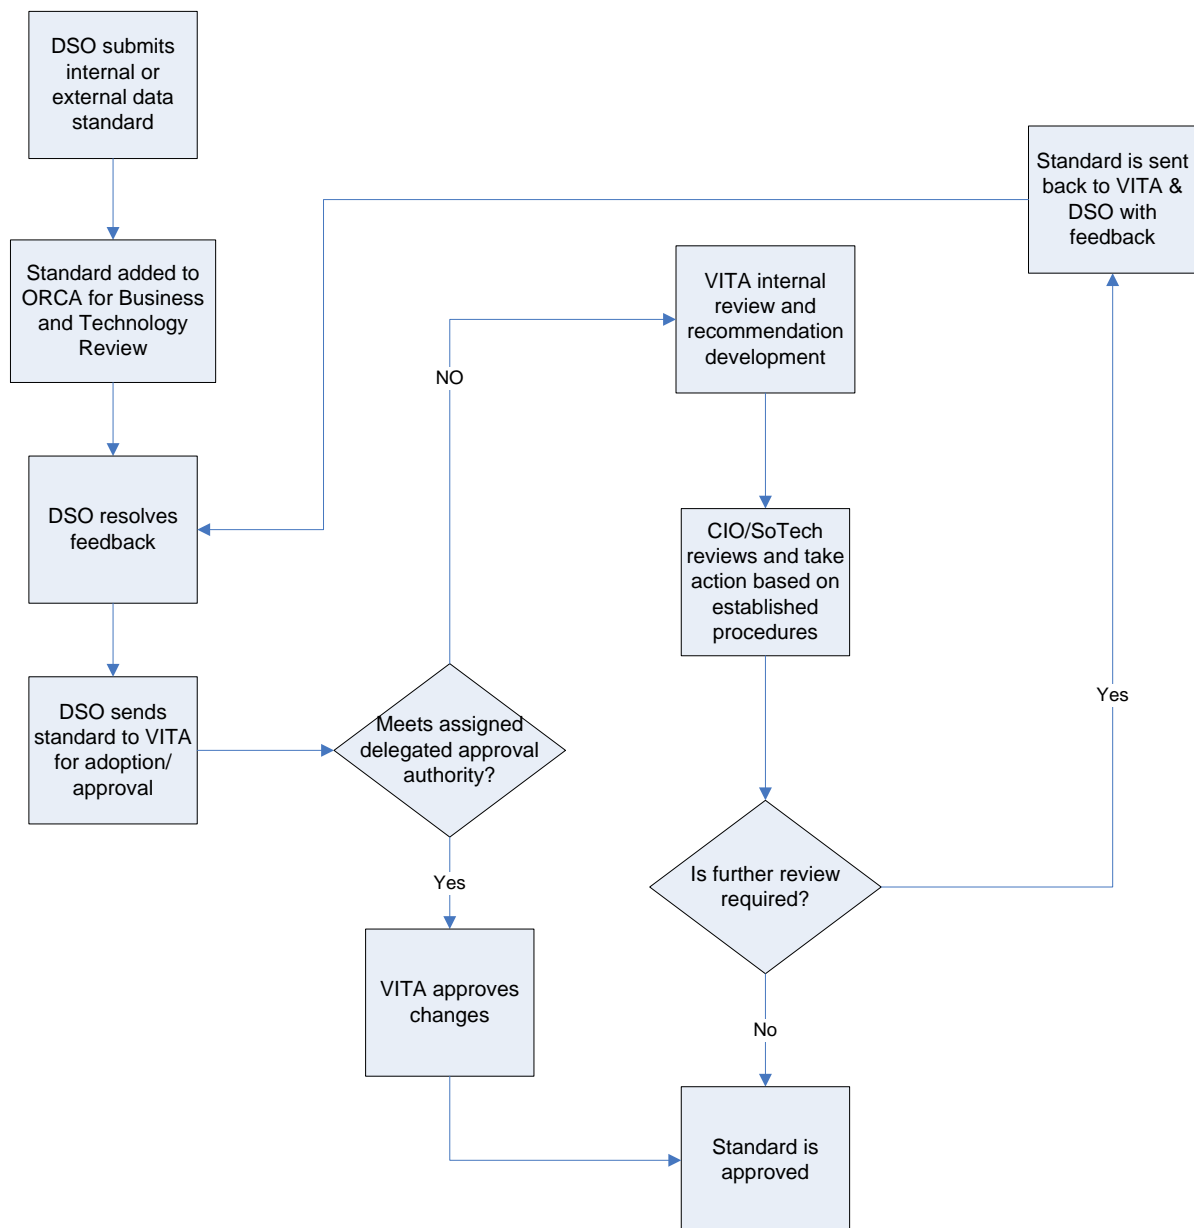 DSO submits
internal or
external data
standard
Standard is sent
back to VITA &
DSO with
feedback
Standard added to
ORCA for Business
and Technology
Review
VITA internal
review and
recommendation
development
NO
DSO resolves
feedback
CIO/SoTech
reviews and take
action based on
established
procedures
Yes
DSO sends
standard to VITA
for adoption/
approval
Meets assigned
delegated approval
authority?
Is further review
required?
Yes
VITA approves
changes
No
Standard is
approved